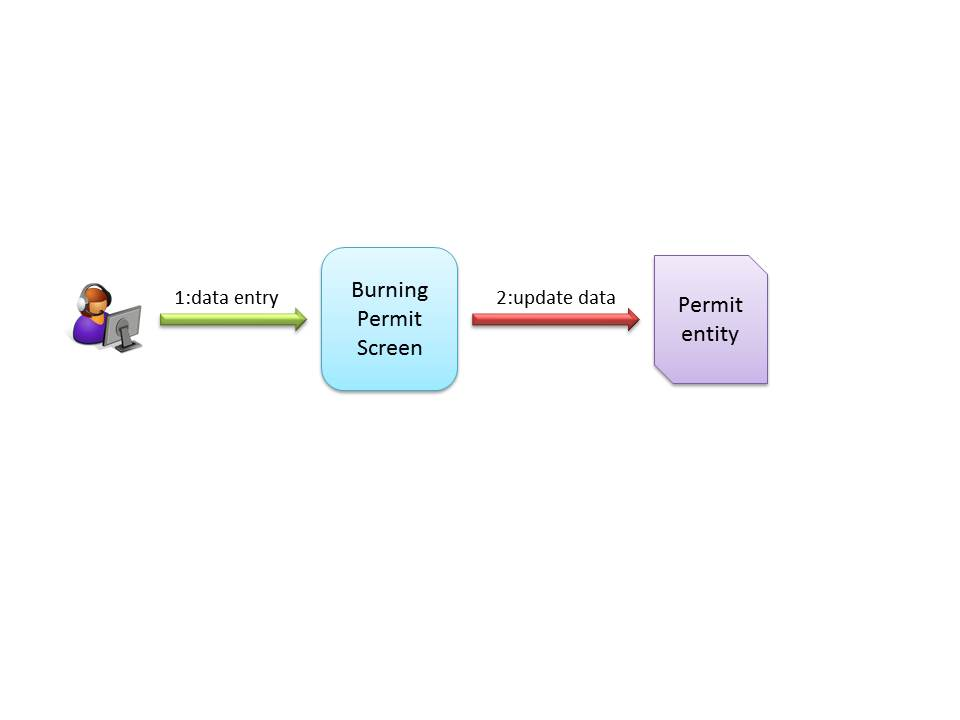 1:data entry
Burning
Permit
Screen
2:update data
Permit
entity